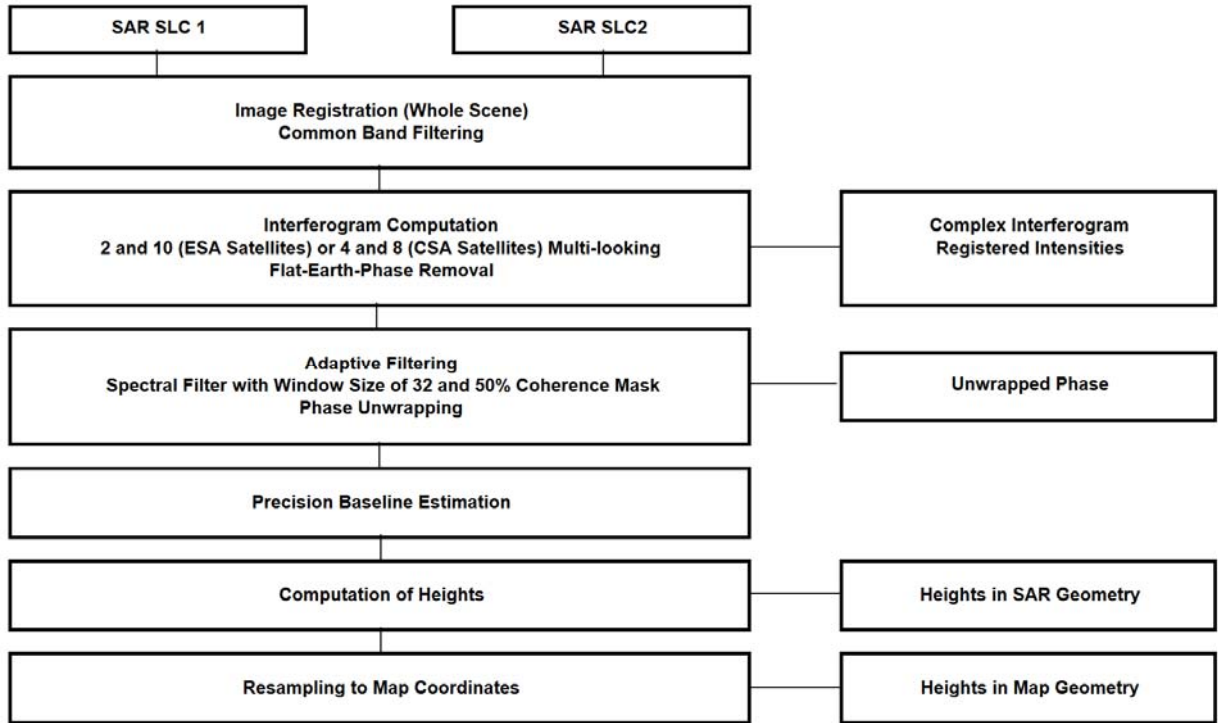 SAR SLC 1
SAR SLC2
Image Registration (Whole Scene)
Common Band Filtering
Interferogram Computation
2 and 10 (ESA Satellites) or 4 and 8 (CSA Satellites) Multi-looking
Flat-Earth-Phase Removal
Complex Interferogram
Registered Intensities
Adaptive Filtering
Spectral Filter with Window Size of 32 and 50% Coherence Mask
Phase Unwrapping
Unwrapped Phase
Precision Baseline Estimation
Computation of Heights
Heights in SAR Geometry
Resampling to Map Coordinates
Heights in Map Geometry